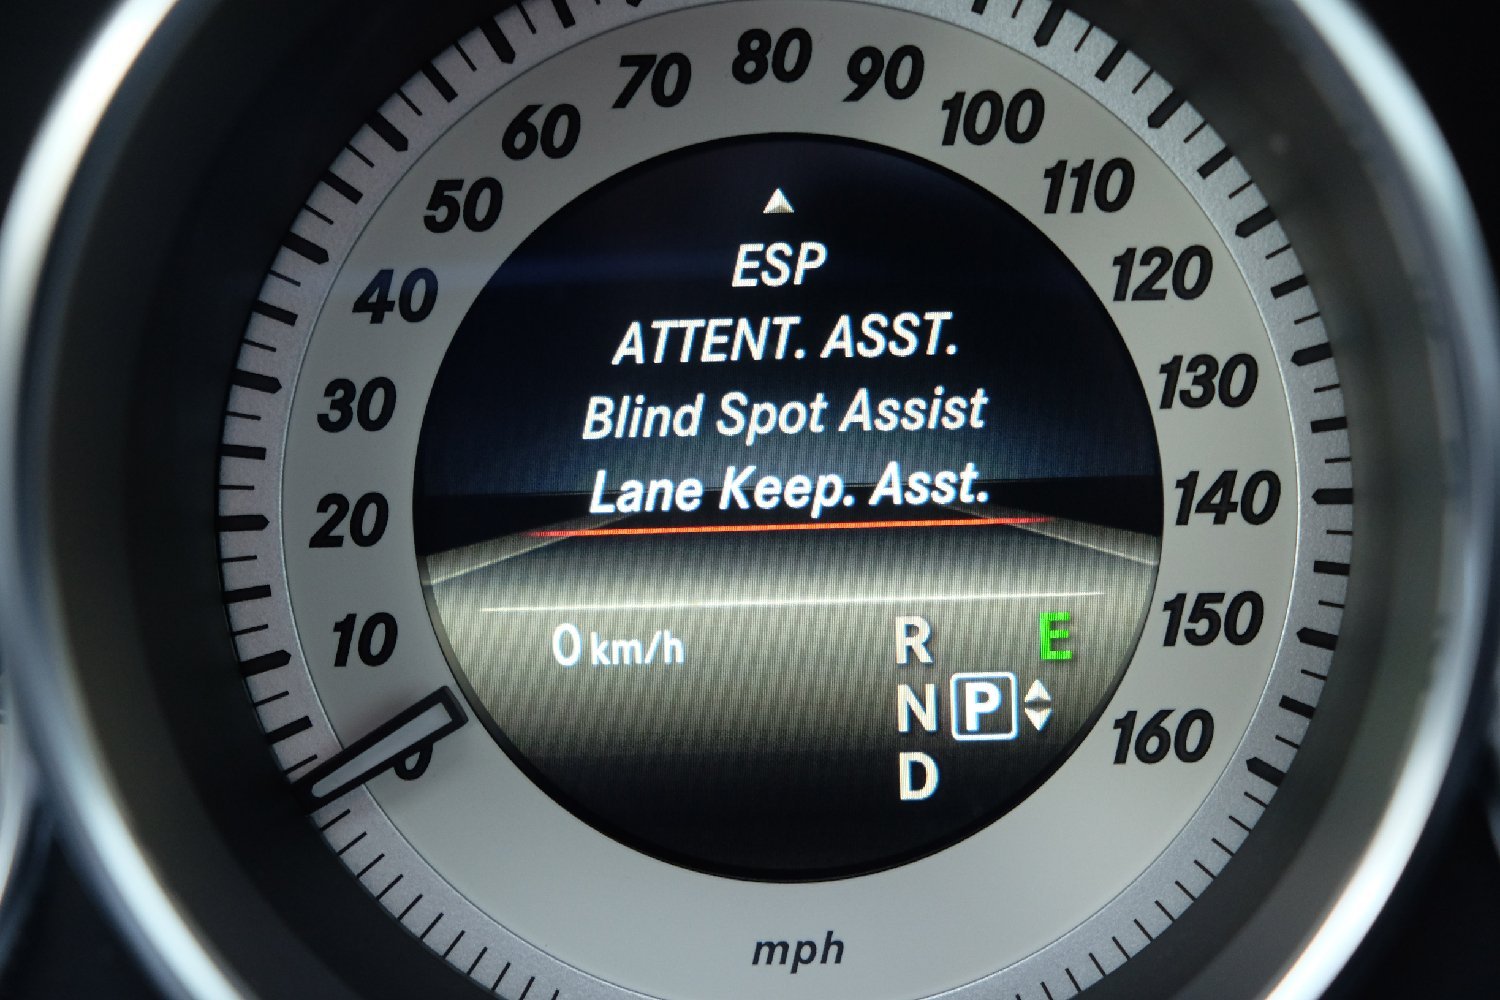 10
20
30
40
50
60
70
80
90
100
110
120
130
140
150
160
ESP
ATTENT. ASST.
Blind Spot Assist
Lane Keep. Asst.
0 km/h
R E
N P
D
0
mph